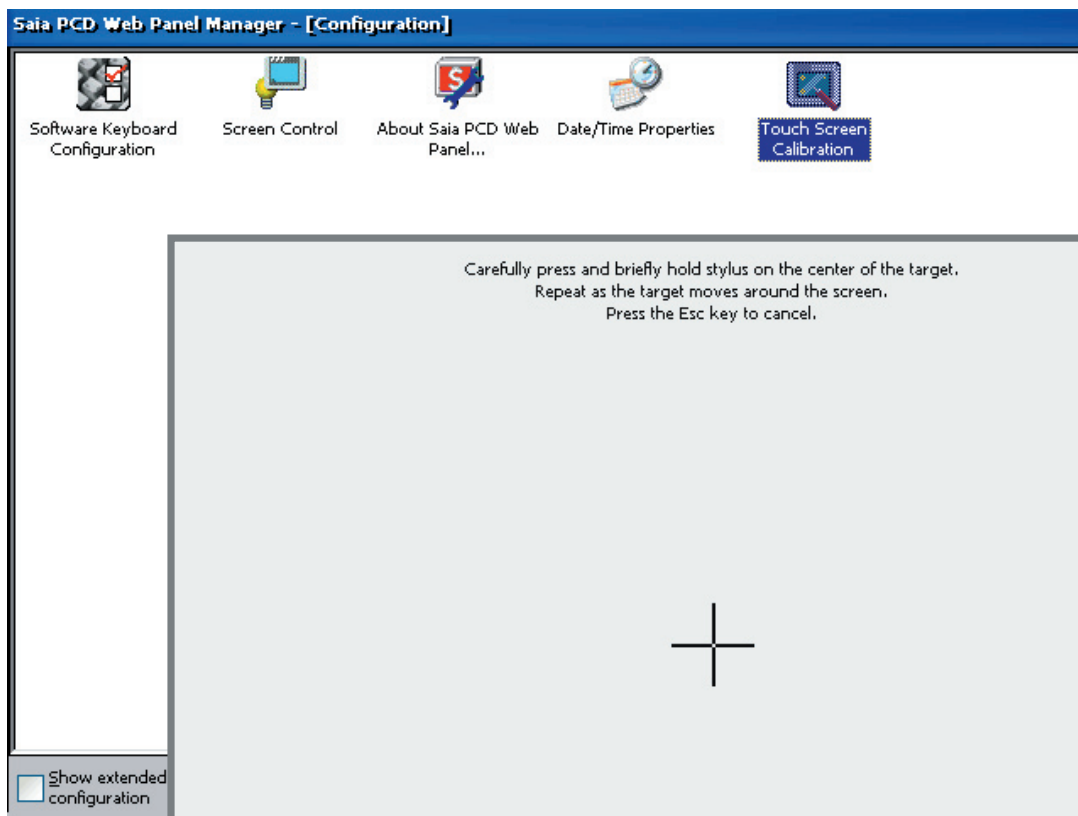 Saia PCD Web Panel Manager - [Configuration]
Software Keyboard
Configuration
Screen Control
About Saia PCD Web
Panel...
Date/Time Properties
Touch Screen
Calibration
Carefully press and briefly hold stylus on the center of the target.
Repeat as the target moves around the screen.
Press the Esc key to cancel.
Show extended
configuration